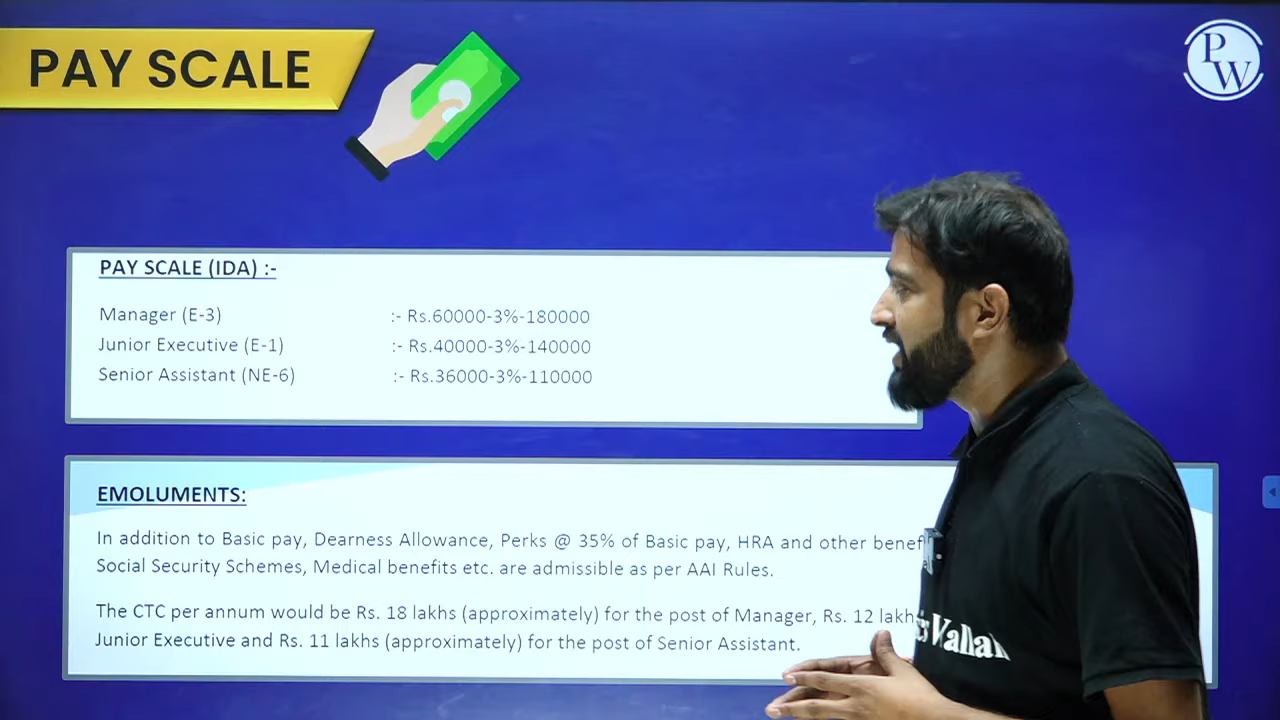 PAY SCALE
PW
PAY SCALE (IDA) :-
Manager (E-3) :- Rs.60000-3%-180000
Junior Executive (E-1) :- Rs.40000-3%-140000
Senior Assistant (NE-6) :- Rs.36000-3%-110000
EMOLUMENTS:
In addition to Basic pay, Dearness Allowance, Perks @ 35% of Basic pay, HRA and other
Social Security Schemes, Medical benefits etc. are admissible as per AAI Rules.
The CTC per annum would be Rs. 18 lakhs (approximately) for the post of Manager, Rs. 12
Junior Executive and Rs. 11 lakhs (approximately) for the post of Senior Assistant.